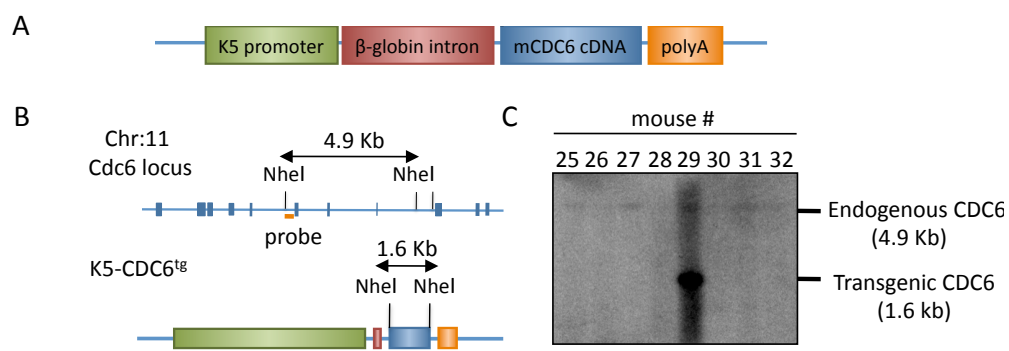 A
K5 promoter β-globin intron mCDC6 cDNA polyA
B
Chr:11
Cdc6 locus
4.9 Kb
NheI NheI
probe
K5-CDC6tg
1.6 Kb
NheI NheI
C
mouse #
25 26 27 28 29 30 31 32
Endogenous CDC6
(4.9 Kb)
Transgenic CDC6
(1.6 kb)